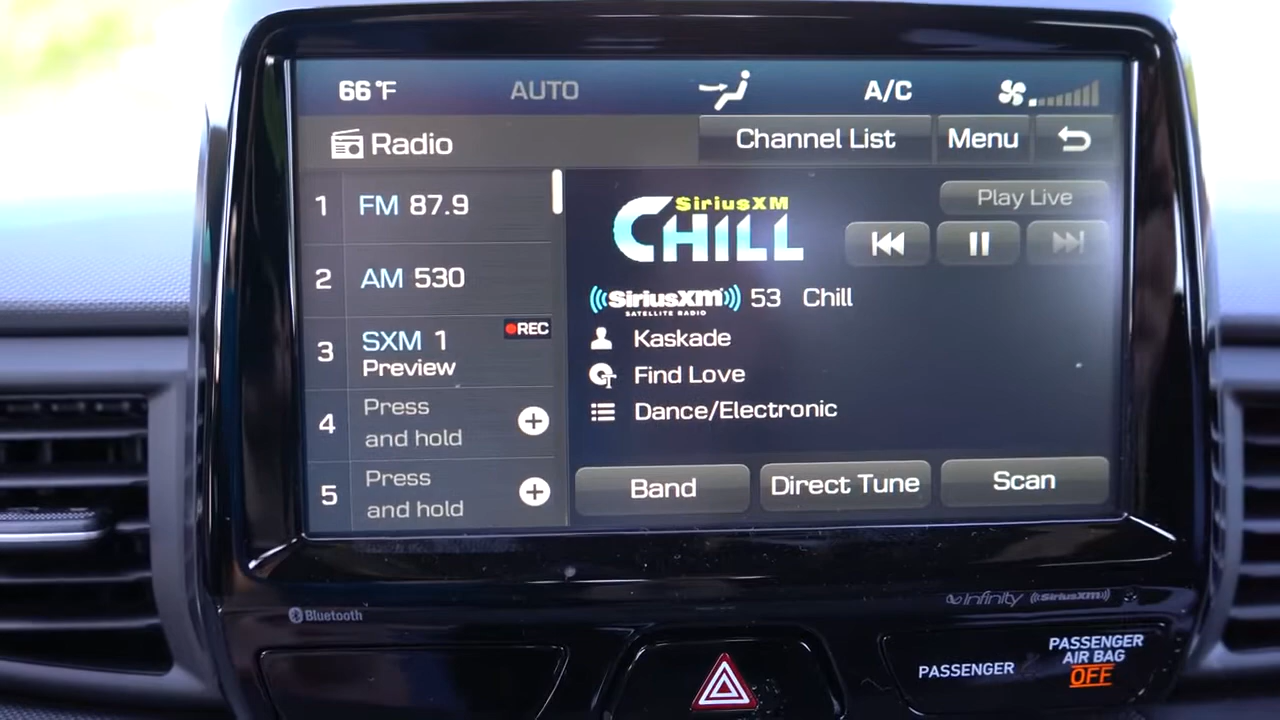 66°F AUTO A/C
Radio Channel List Menu
1 FM 87.9
SiriusXM
CHILL
Play Live
2 AM 530
SiriusXM 53 Chill
SATELLITE RADIO
3 SXM 1 REC
Preview
Kaskade
Find Love
Dance/Electronic
4 Press
and hold
5 Press
and hold
Band Direct Tune Scan
Bluetooth
Infinity SiriusXM
PASSENGER
PASSENGER
AIR BAG
OFF